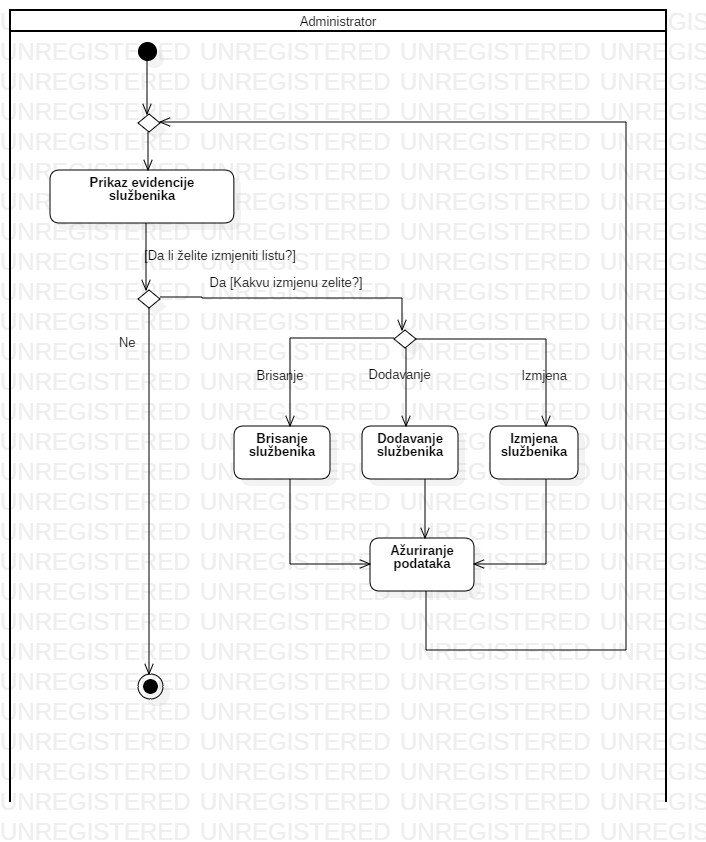 Administrator
Prikaz evidencije
službenika
[Da li želite izmjeniti listu?]
Da [Kakvu izmjenu zelite?]
Ne
Brisanje
Dodavanje
Izmjena
Brisanje
službenika
Dodavanje
službenika
Izmjena
službenika
Ažuriranje
podataka
UNREGISTERED